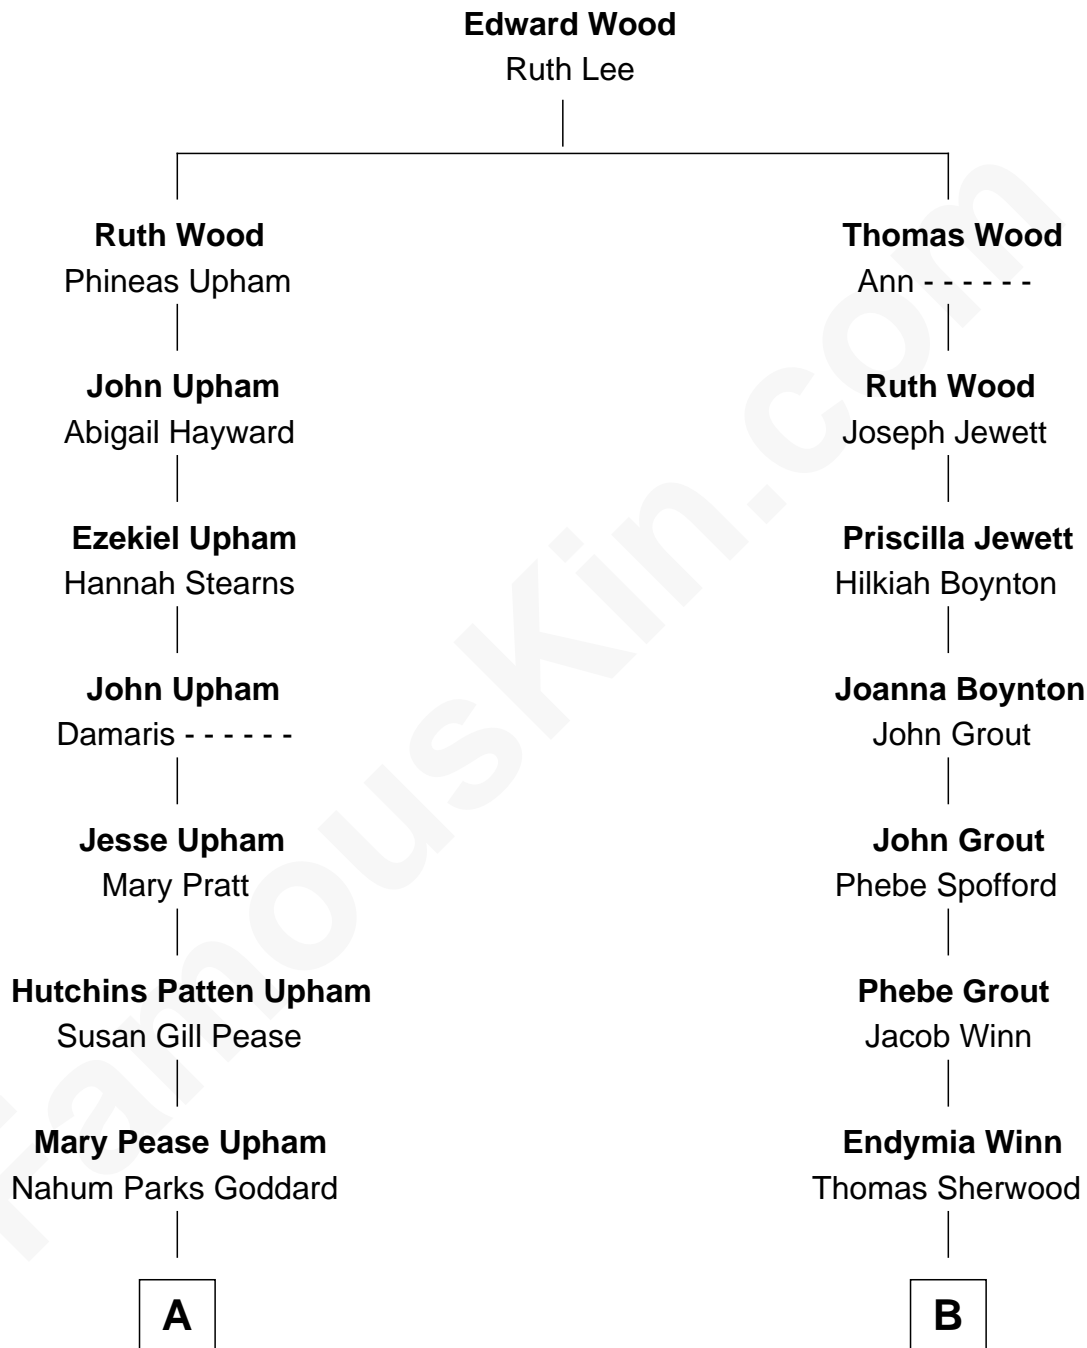 Edward Wood
Ruth Lee
Ruth Wood
Phineas Upham
Thomas Wood
Ann - - - - - -
John Upham
Abigail Hayward
Ruth Wood
Joseph Jewett
Ezekiel Upham
Hannah Stearns
Priscilla Jewett
Hilkiah Boynton
John Upham
Damaris - - - - - -
Joanna Boynton
John Grout
Jesse Upham
Mary Pratt
John Grout
Phebe Spofford
Hutchins Patten Upham
Susan Gill Pease
Phebe Grout
Jacob Winn
Mary Pease Upham
Nahum Parks Goddard
Endymia Winn
Thomas Sherwood
A
B
FamousKin.com